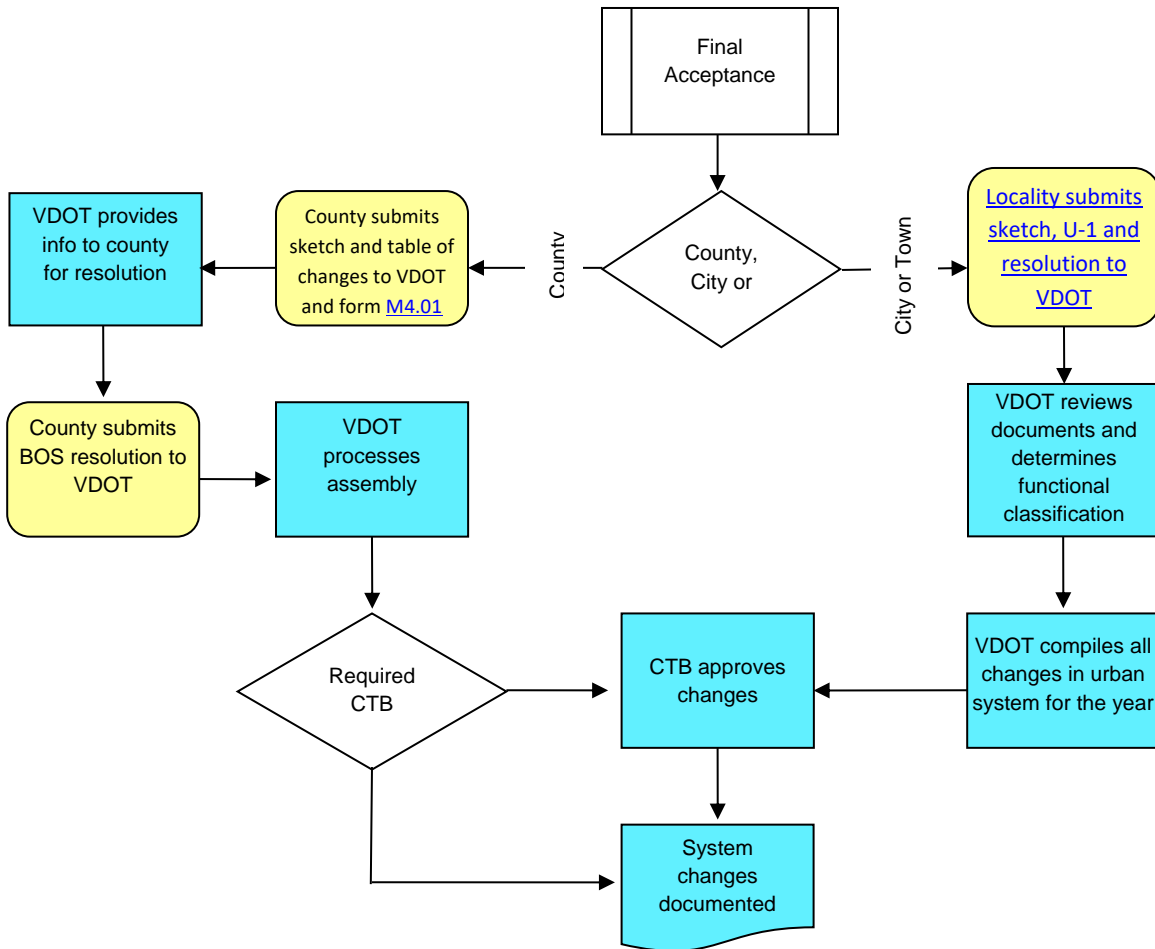 Final
Acceptance
VDOT provides
info to county
for resolution
County submits
sketch and table of
changes to VDOT
and form M4.01
County
County,
City or
City or Town
Locality submits
sketch, U-1 and
resolution to
VDOT
County submits
BOS resolution to
VDOT
VDOT
processes
assembly
VDOT reviews
documents and
determines
functional
classification
Required
CTB
CTB approves
changes
VDOT compiles all
changes in urban
system for the year
System
changes
documented